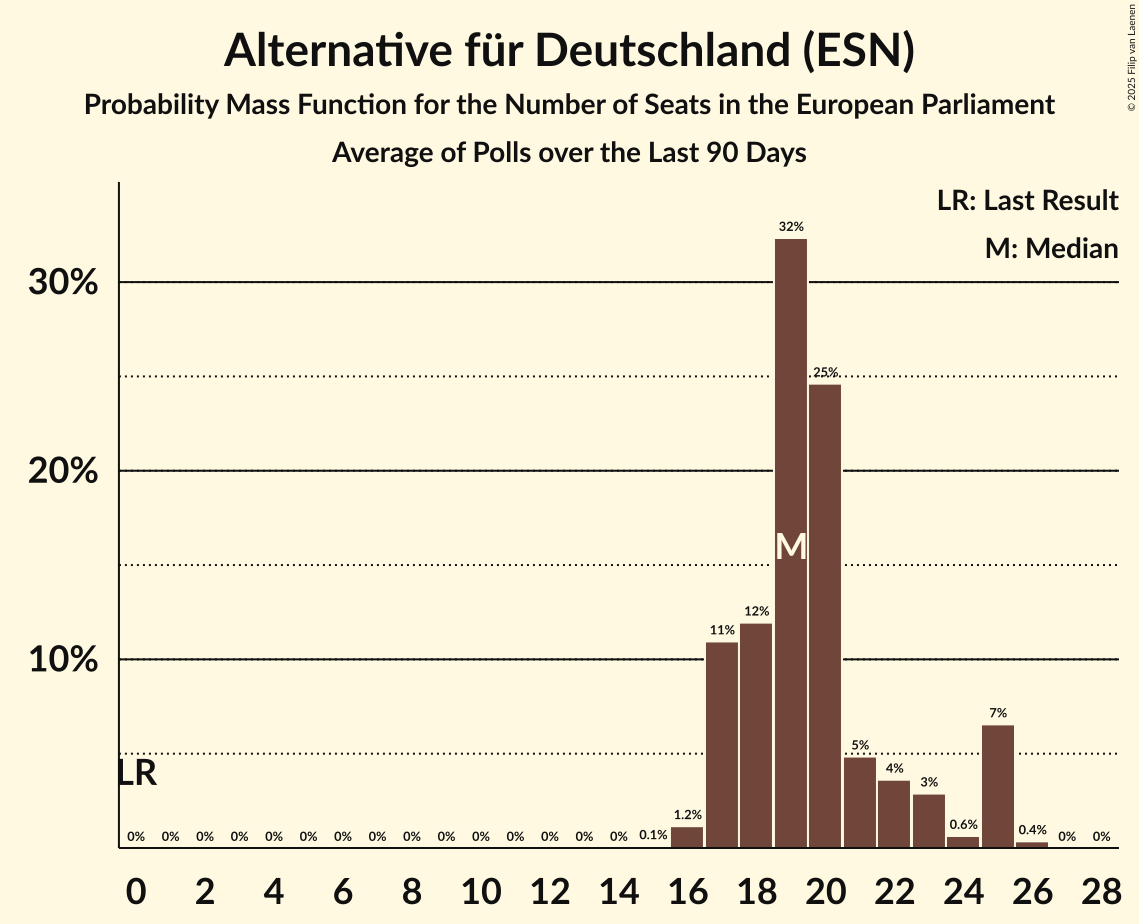 Alternative für Deutschland (ESN)
Probability Mass Function for the Number of Seats in the European Parliament
Average of Polls over the Last 90 Days
© 2025 Filip van Laenen
LR: Last Result
M: Median
30%
20%
10%
LR
M
0% 0% 0% 0% 0% 0% 0% 0% 0% 0% 0% 0% 0% 0% 0% 0.1% 1.2% 11% 12% 32% 25% 5% 4% 3% 0.6% 7% 0.4% 0% 0%
0 2 4 6 8 10 12 14 16 18 20 22 24 26 28